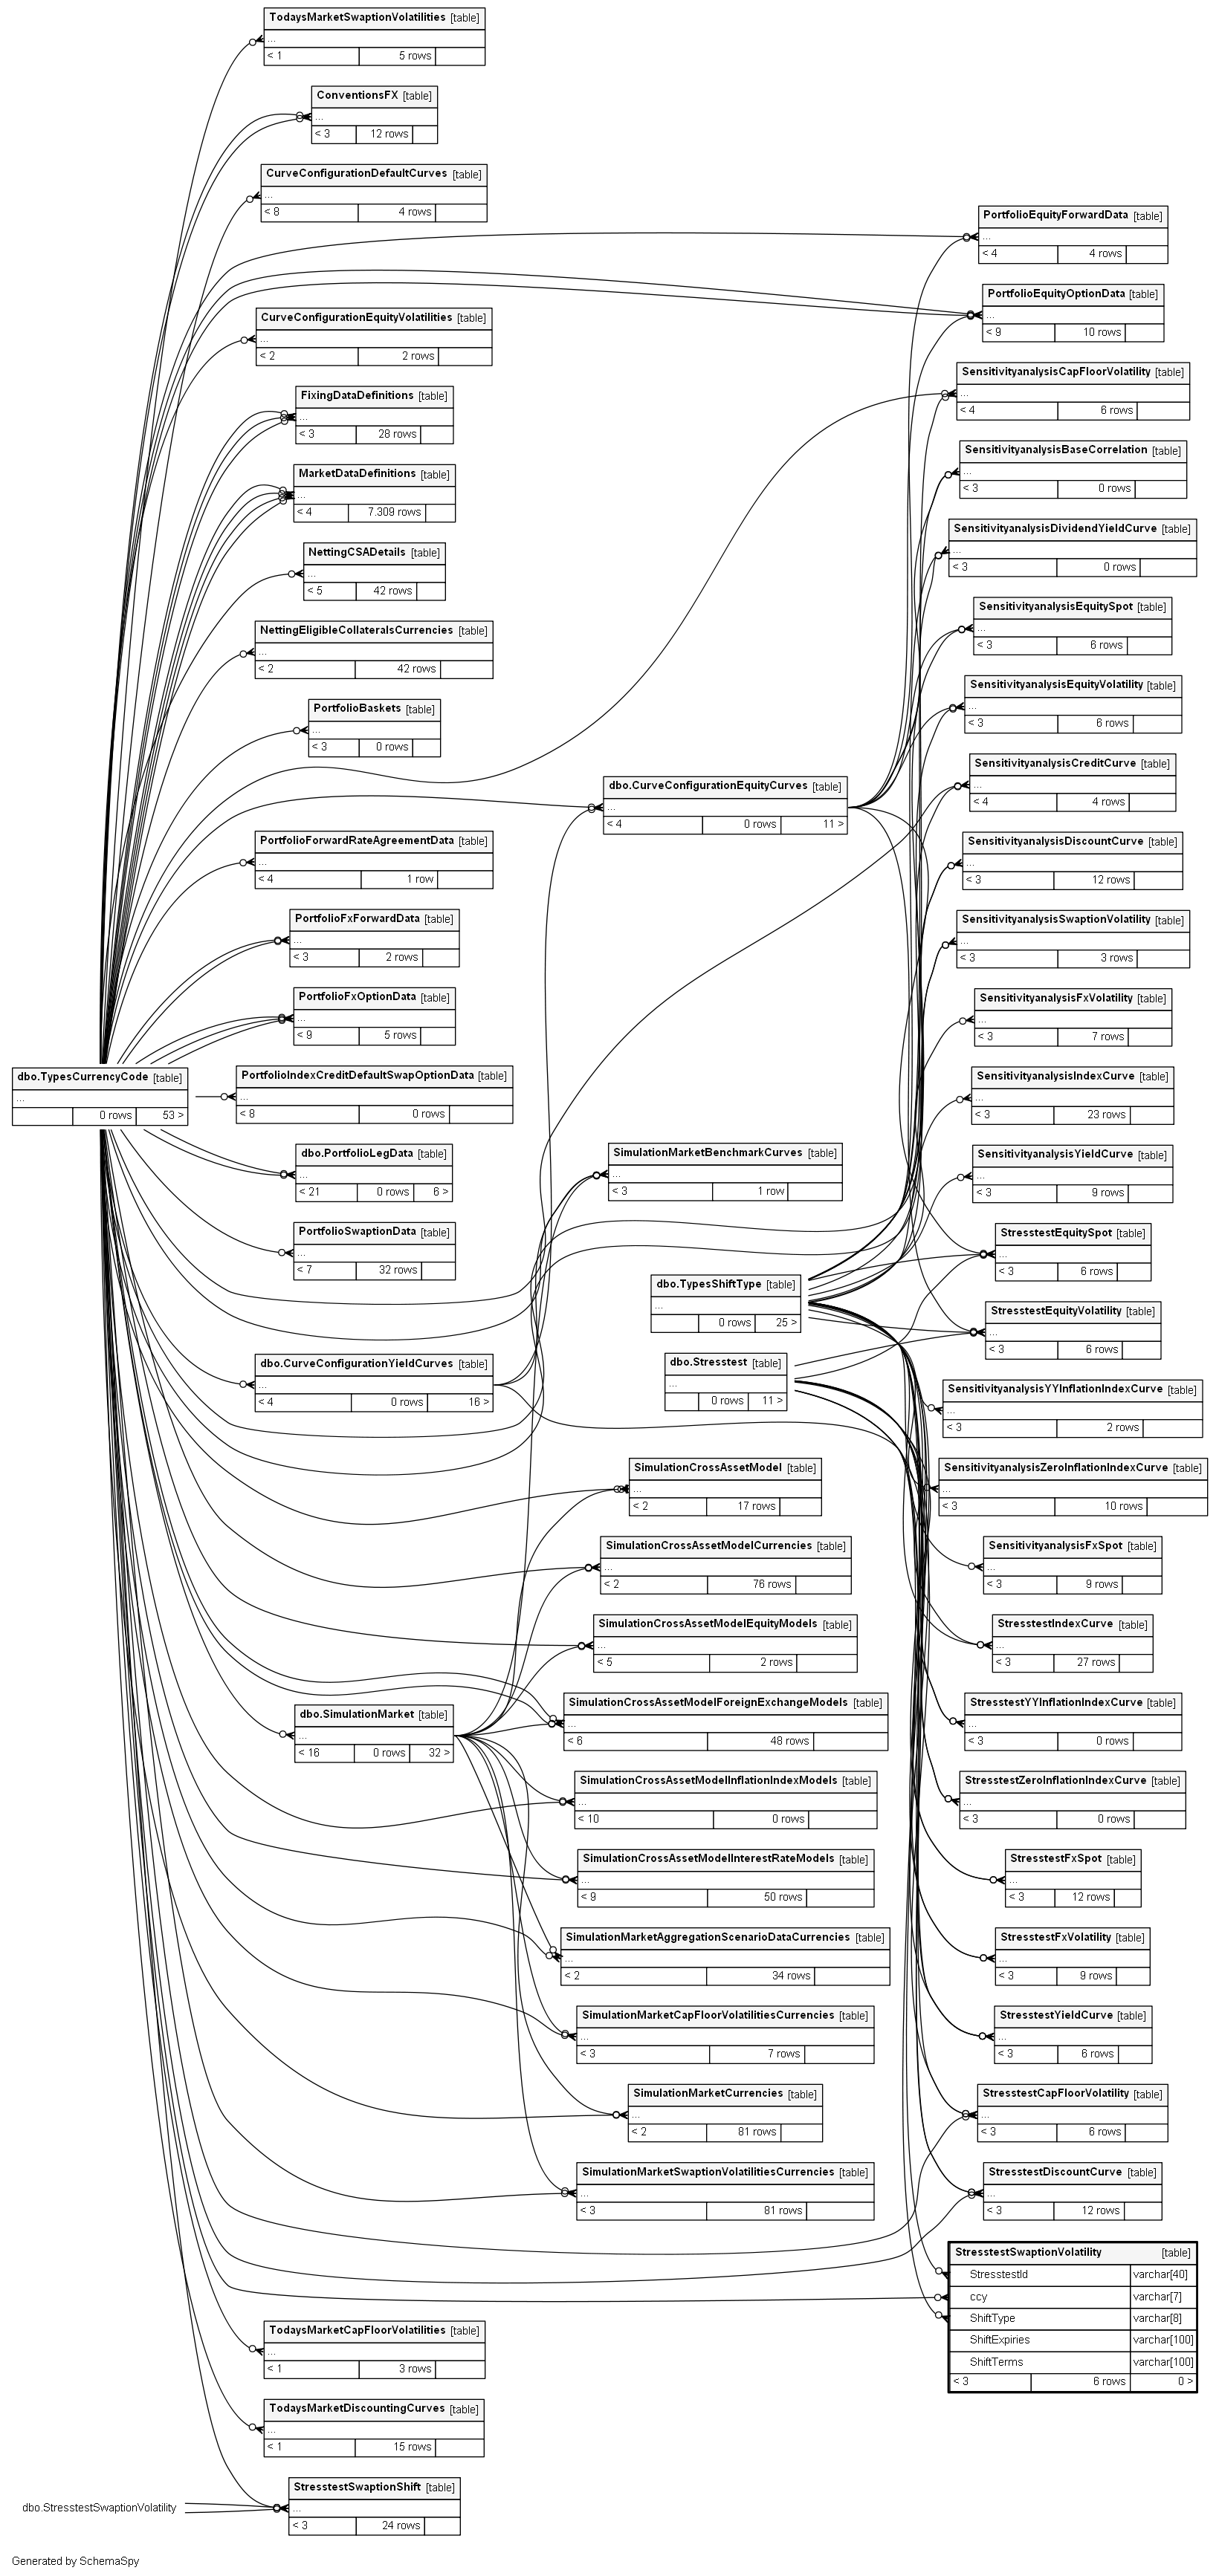 TodaysMarketSwaptionVolatilities [table]
...
< 1 5 rows
ConventionsFX [table]
...
< 3 12 rows
CurveConfigurationDefaultCurves [table]
...
< 8 4 rows
PortfolioEquityForwardData [table]
...
< 4 4 rows
PortfolioEquityOptionData [table]
...
< 9 10 rows
CurveConfigurationEquityVolatilities [table]
...
< 2 2 rows
SensitivityanalysisCapFloorVolatility [table]
...
< 4 6 rows
FixingDataDefinitions [table]
...
< 3 28 rows
SensitivityanalysisBaseCorrelation [table]
...
< 3 0 rows
MarketDataDefinitions [table]
...
< 4 7.309 rows
SensitivityanalysisDividendYieldCurve [table]
...
< 3 0 rows
NettingCSADetails [table]
...
< 5 42 rows
SensitivityanalysisEquitySpot [table]
...
< 3 6 rows
NettingEligibleCollateralsCurrencies [table]
...
< 2 42 rows
SensitivityanalysisEquityVolatility [table]
...
< 3 6 rows
PortfolioBaskets [table]
...
< 3 0 rows
SensitivityanalysisCreditCurve [table]
...
< 4 4 rows
dbo.CurveConfigurationEquityCurves [table]
...
< 4 0 rows 11 >
PortfolioForwardRateAgreementData [table]
...
< 4 1 row
SensitivityanalysisDiscountCurve [table]
...
< 3 12 rows
PortfolioFxForwardData [table]
...
< 3 2 rows
SensitivityanalysisSwaptionVolatility [table]
...
< 3 3 rows
PortfolioFxOptionData [table]
...
< 9 5 rows
SensitivityanalysisFxVolatility [table]
...
< 3 7 rows
dbo.TypesCurrencyCode [table]
...
0 rows 53 >
PortfolioIndexCreditDefaultSwapOptionData [table]
...
< 8 0 rows
SensitivityanalysisIndexCurve [table]
...
< 3 23 rows
dbo.PortfolioLegData [table]
...
< 21 0 rows 6 >
SimulationMarketBenchmarkCurves [table]
...
< 3 1 row
SensitivityanalysisYieldCurve [table]
...
< 3 9 rows
PortfolioSwaptionData [table]
...
< 7 32 rows
StresstestEquitySpot [table]
...
< 3 6 rows
dbo.TypesShiftType [table]
...
0 rows 25 >
StresstestEquityVolatility [table]
...
< 3 6 rows
dbo.CurveConfigurationYieldCurves [table]
...
< 4 0 rows 16 >
dbo.Stresstest [table]
...
0 rows 11 >
SensitivityanalysisYYInflationIndexCurve [table]
...
< 3 2 rows
SimulationCrossAssetModel [table]
...
< 2 17 rows
SensitivityanalysisZeroInflationIndexCurve [table]
...
< 3 10 rows
SimulationCrossAssetModelCurrencies [table]
...
< 2 76 rows
SensitivityanalysisFxSpot [table]
...
< 3 9 rows
SimulationCrossAssetModelEquityModels [table]
...
< 5 2 rows
StresstestIndexCurve [table]
...
< 3 27 rows
dbo.SimulationMarket [table]
...
< 16 0 rows 32 >
SimulationCrossAssetModelForeignExchangeModels [table]
...
< 6 48 rows
StresstestYYInflationIndexCurve [table]
...
< 3 0 rows
SimulationCrossAssetModelInflationIndexModels [table]
...
< 10 0 rows
StresstestZeroInflationIndexCurve [table]
...
< 3 0 rows
SimulationCrossAssetModelInterestRateModels [table]
...
< 9 50 rows
StresstestFxSpot [table]
...
< 3 12 rows
SimulationMarketAggregationScenarioDataCurrencies [table]
...
< 2 34 rows
StresstestFxVolatility [table]
...
< 3 9 rows
SimulationMarketCapFloorVolatilitiesCurrencies [table]
...
< 3 7 rows
StresstestYieldCurve [table]
...
< 3 6 rows
SimulationMarketCurrencies [table]
...
< 2 81 rows
StresstestCapFloorVolatility [table]
...
< 3 6 rows
SimulationMarketSwaptionVolatilitiesCurrencies [table]
...
< 3 81 rows
StresstestDiscountCurve [table]
...
< 3 12 rows
StresstestSwaptionVolatility [table]
StresstestId varchar[40]
ccy varchar[7]
ShiftType varchar[8]
ShiftExpiries varchar[100]
ShiftTerms varchar[100]
< 3 6 rows 0 >
TodaysMarketCapFloorVolatilities [table]
...
< 1 3 rows
TodaysMarketDiscountingCurves [table]
...
< 1 15 rows
StresstestSwaptionShift [table]
...
< 3 24 rows
dbo.StresstestSwaptionVolatility
Generated by SchemaSpy